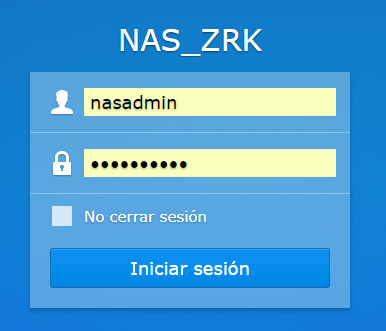 NAS_ZRK
nasadmin
••••••••••
No cerrar sesión
Iniciar sesión